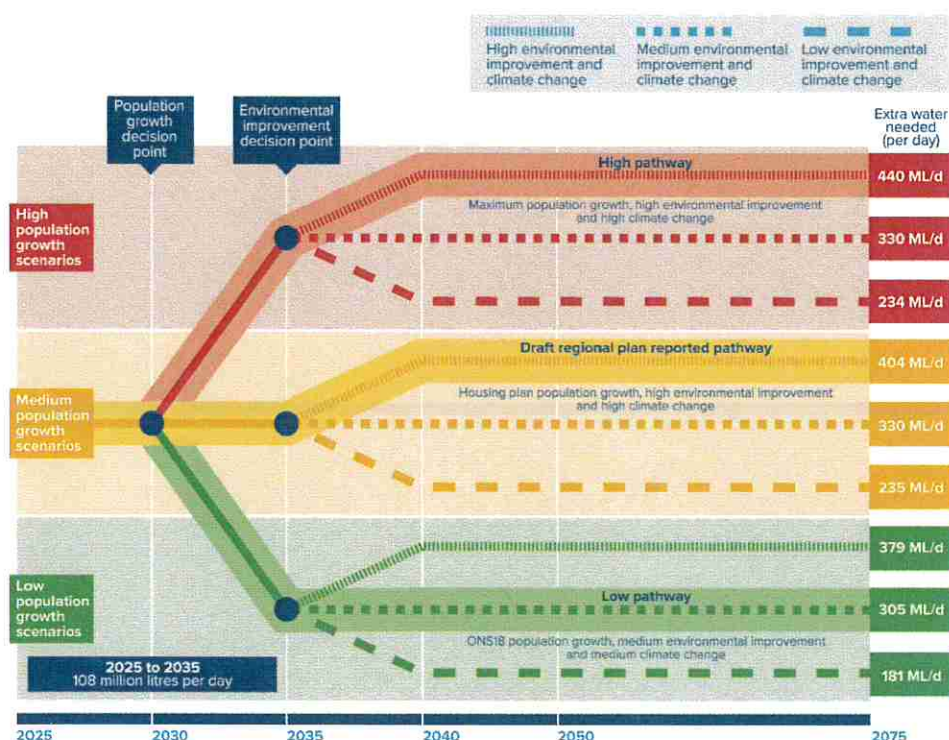 High environmental
improvement and
climate change
Medium environmental
improvement and
climate change
Low environmental
improvement and
climate change
Population
growth
decision
point
Environmental
improvement
decision point
Extra water
needed
(per day)
High pathway
440 ML/d
Maximum population growth, high environmental improvement
and high climate change
High
population
growth
scenarios
330 ML/d
234 ML/d
Draft regional plan reported pathway
404 ML/d
Housing plan population growth, high environmental improvement
and high climate change
Medium
population
growth
scenarios
330 ML/d
235 ML/d
379 ML/d
Low
population
growth
scenarios
Low pathway
305 ML/d
ONS18 population growth, medium environmental improvement
and medium climate change
2025 to 2035
108 million litres per day
181 ML/d
2025 2030 2035 2040 2050 2075